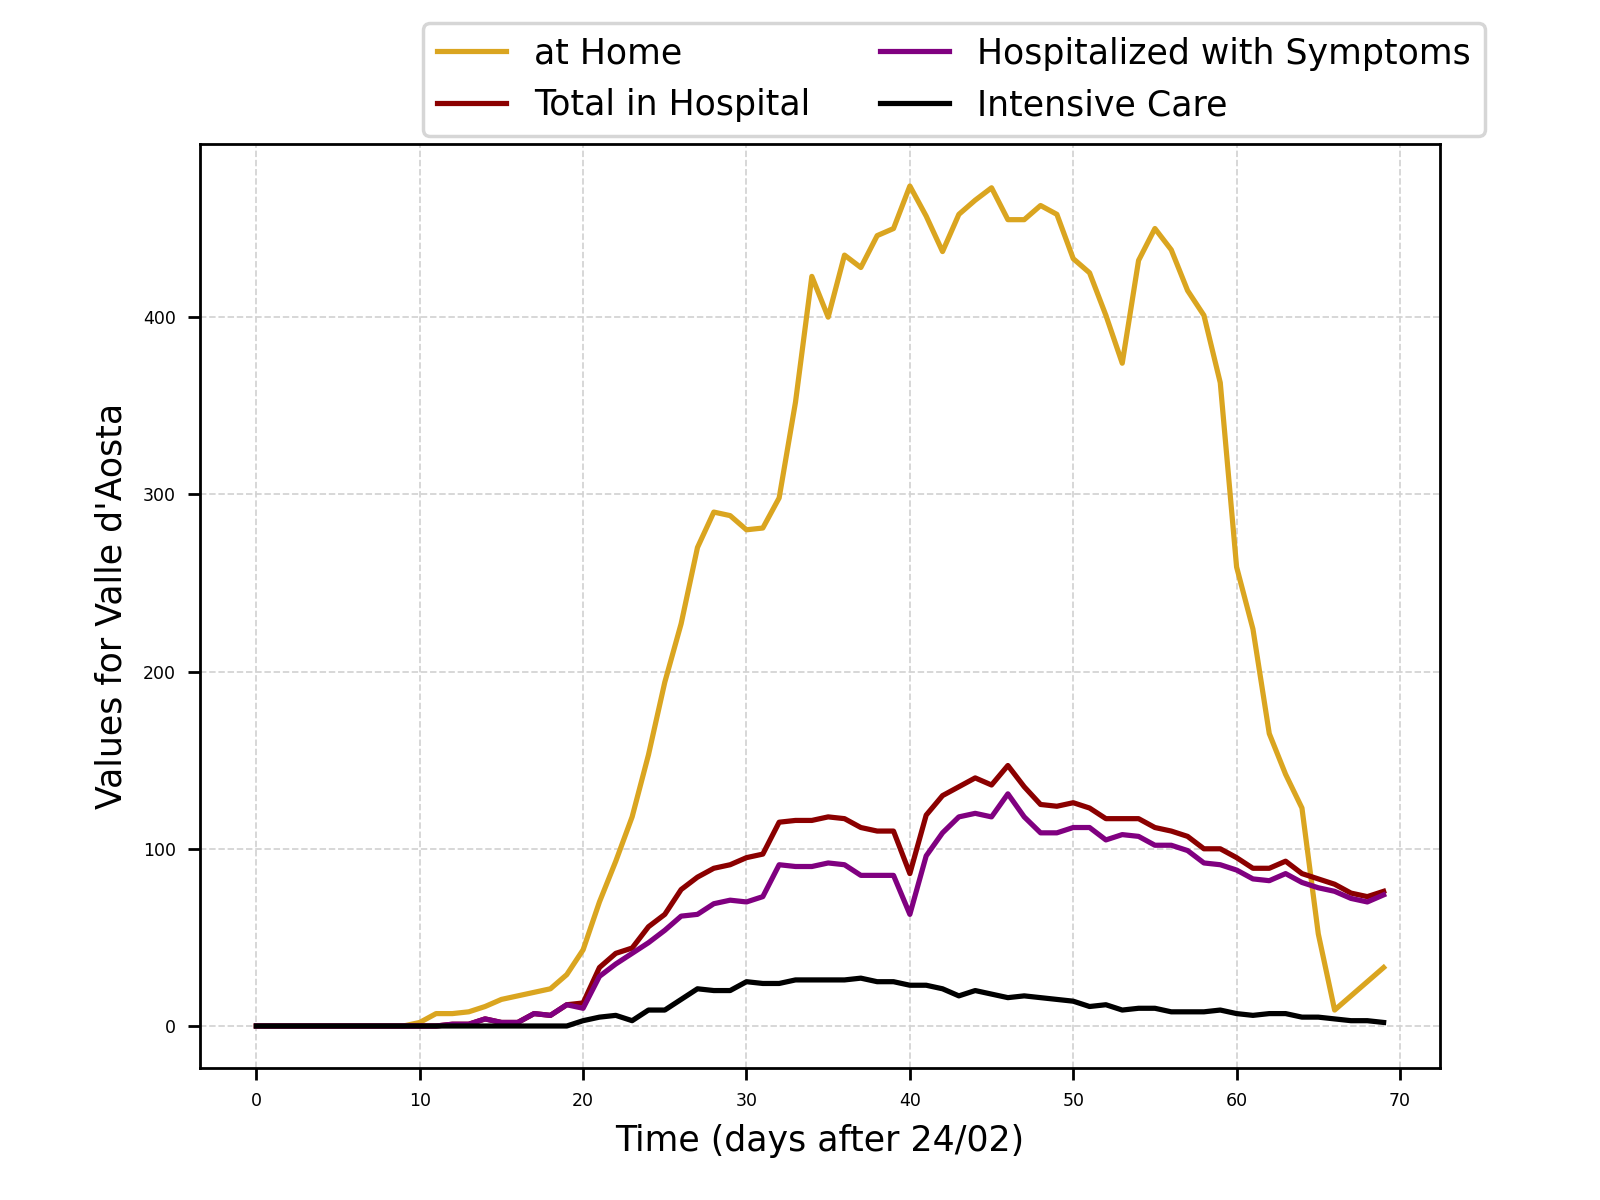 at Home
Total in Hospital
Hospitalized with Symptoms
Intensive Care
400
300
200
100
0
Values for Valle d'Aosta
0 10 20 30 40 50 60 70
Time (days after 24/02)